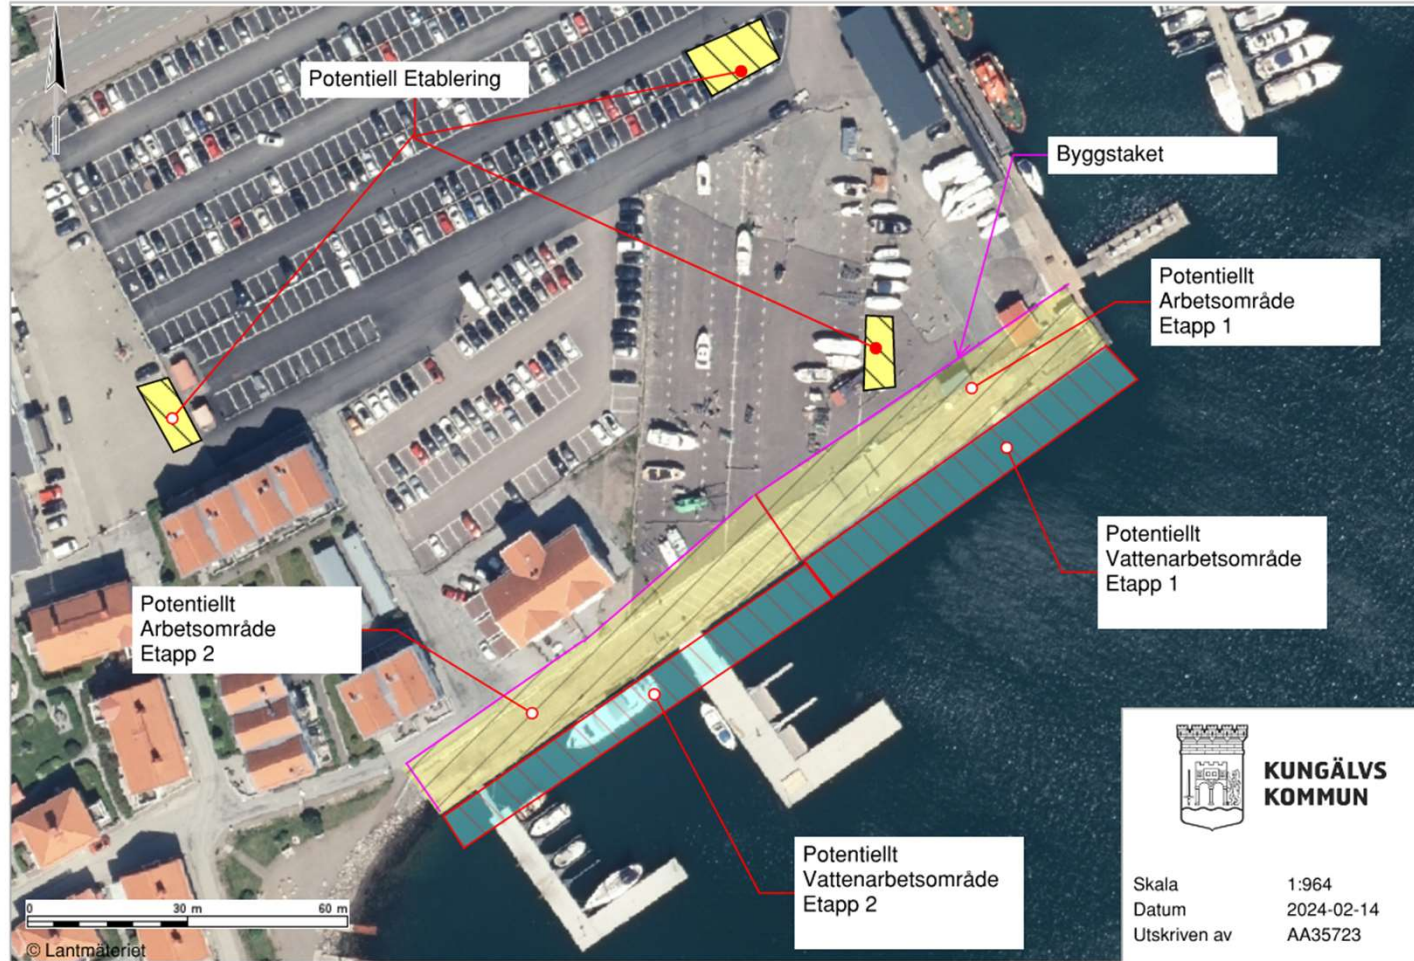 Potentiell Etablering
Byggstaket
Potentiellt
Arbetsområde
Etapp 1
Potentiellt
Vattenarbetsområde
Etapp 1
Potentiellt
Arbetsområde
Etapp 2
Potentiellt
Vattenarbetsområde
Etapp 2
KUNGÄLVS
KOMMUN
Skala 1:964
Datum 2024-02-14
Utskriven av AA35723
0 30 m 60 m
© Lantmäteriet